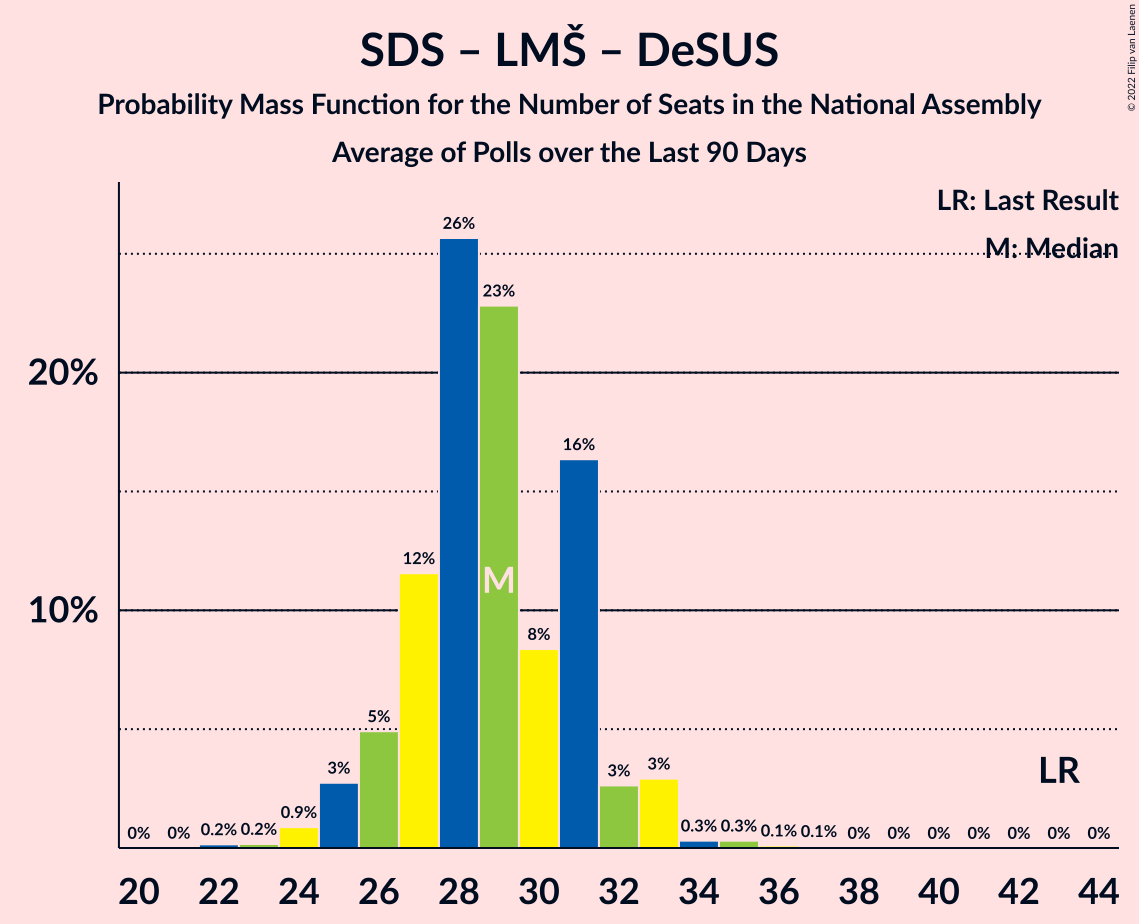 SDS – LMŠ – DeSUS
Probability Mass Function for the Number of Seats in the National Assembly
Average of Polls over the Last 90 Days
© 2022 Filip van Laenen
LR: Last Result
M: Median
26%
23%
20%
16%
12%
M
10%
8%
5%
LR
3%
3%
3%
0.9%
0% 0% 0.2% 0.2% 0.3% 0.3% 0.1% 0.1% 0% 0% 0% 0% 0% 0% 0%
20 22 24 26 28 30 32 34 36 38 40 42 44